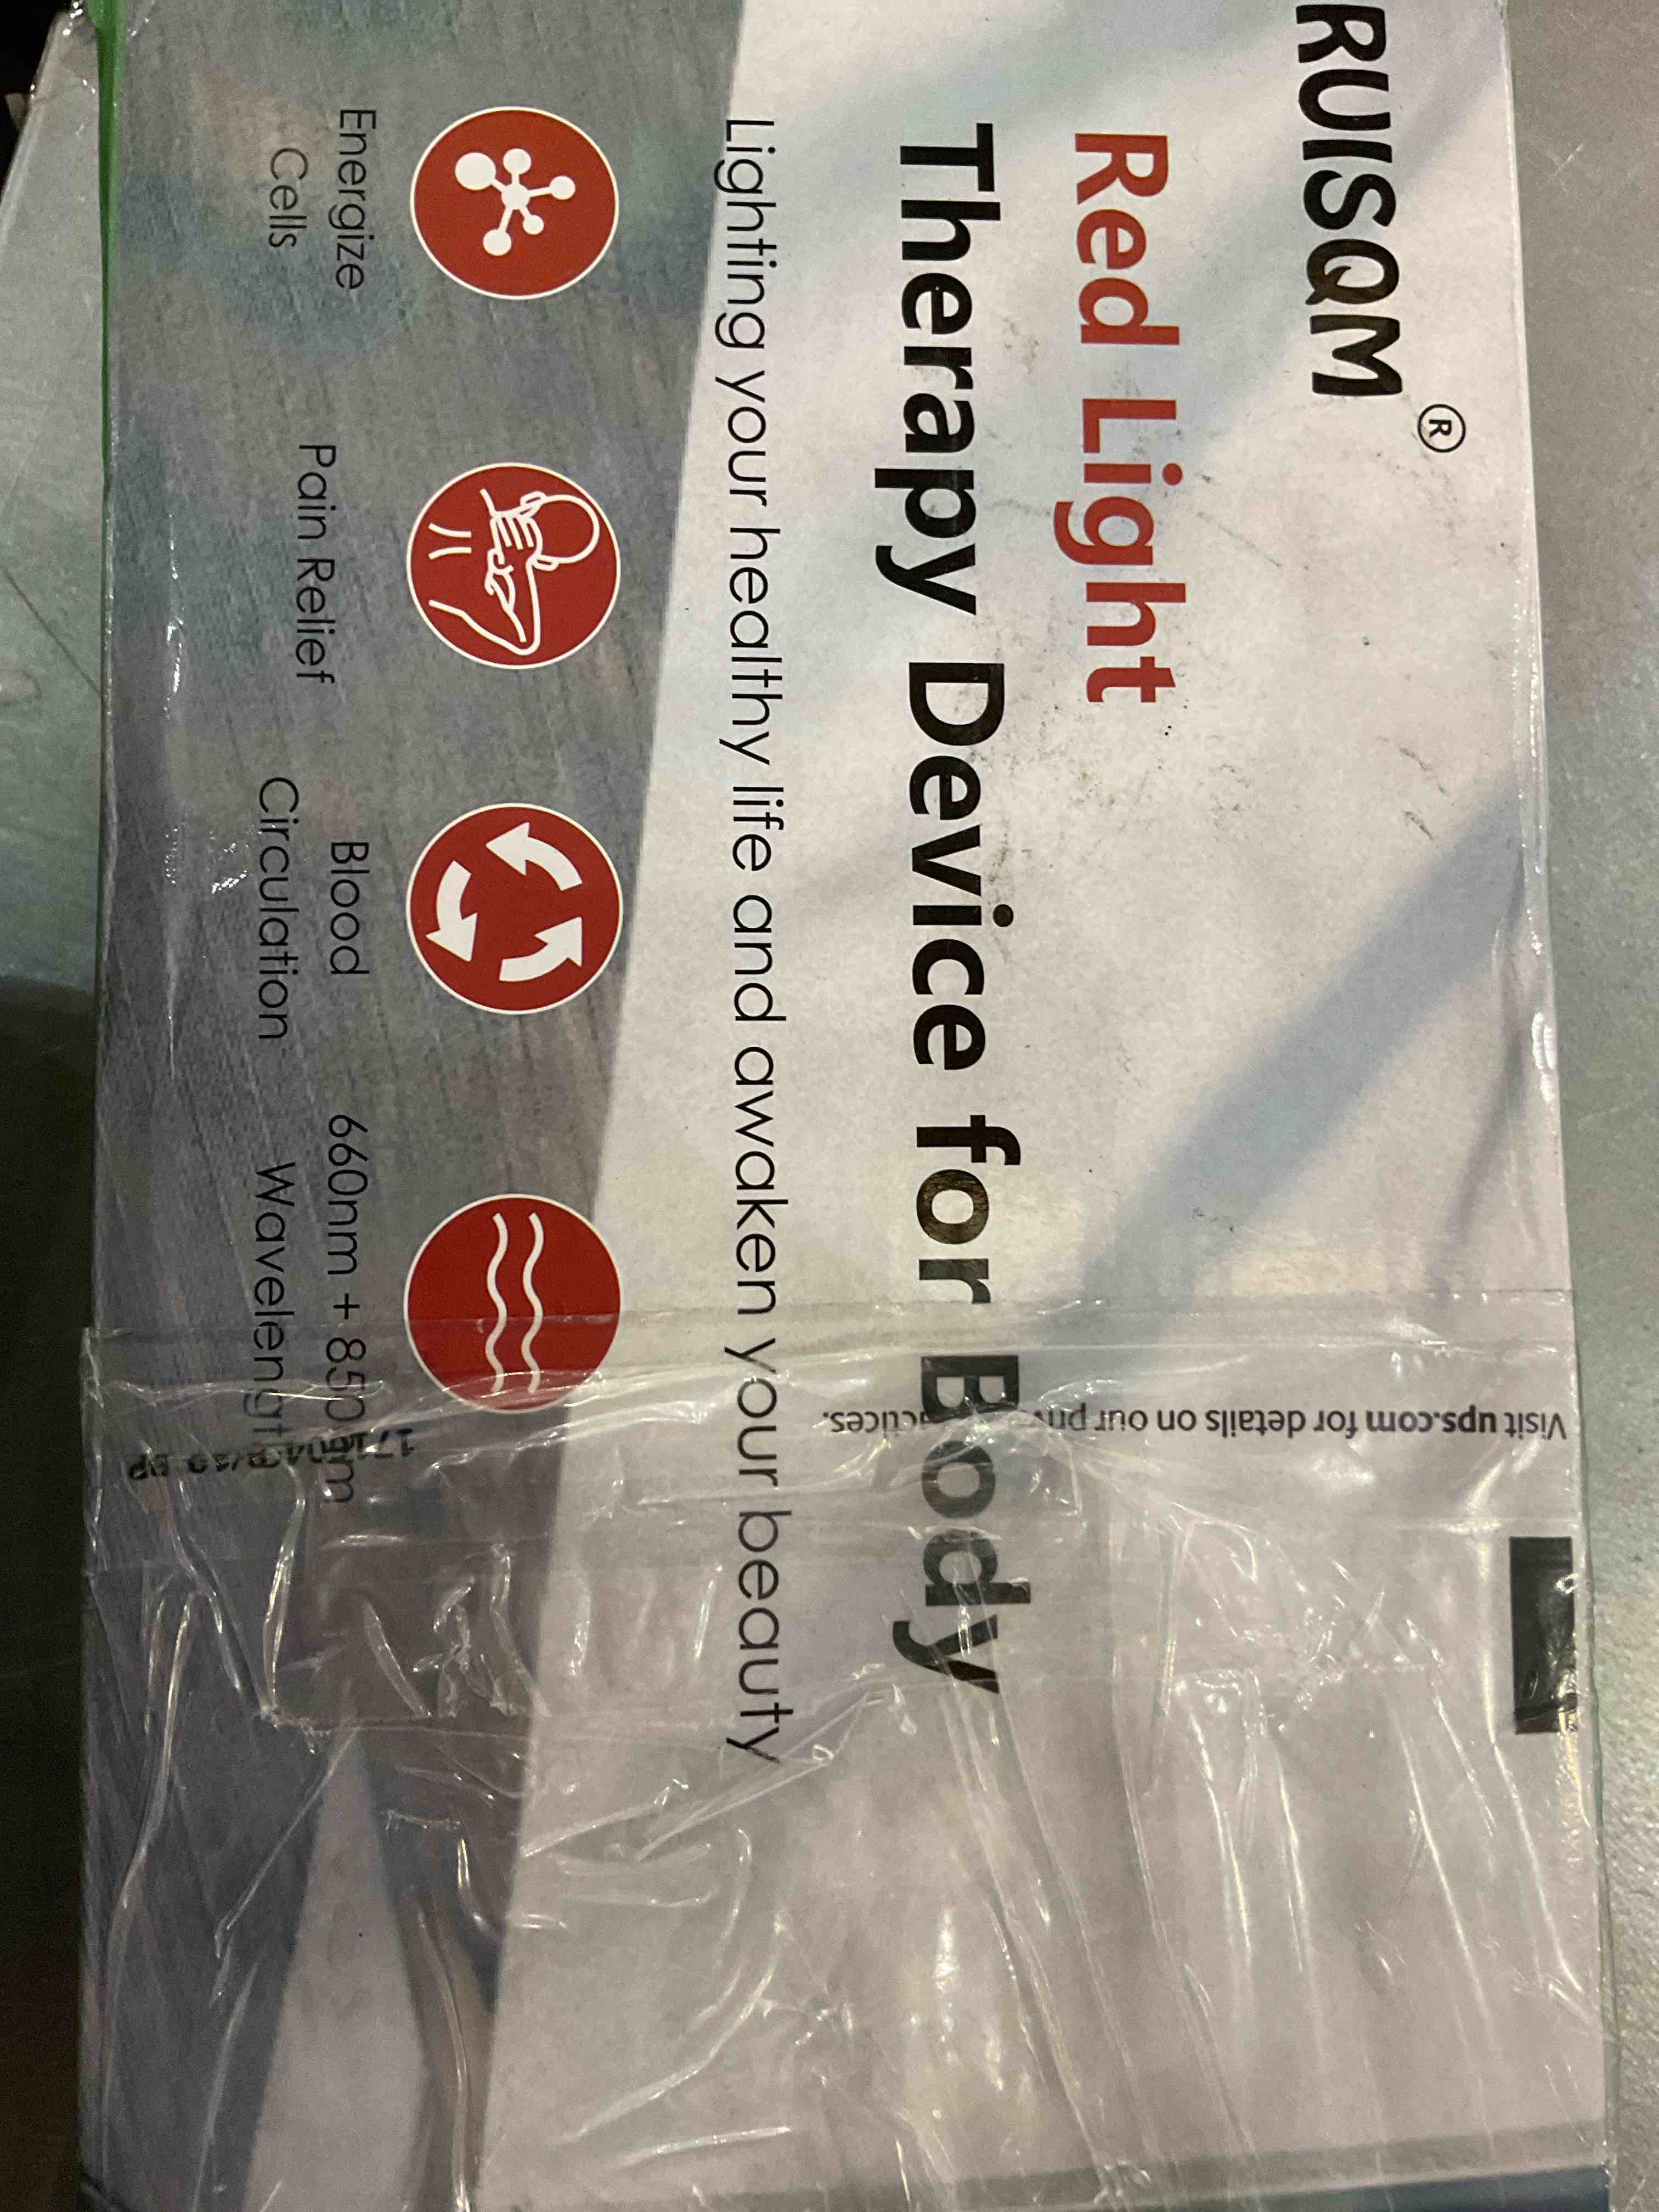 RUISQM®
Red Light
Therapy Device for Body
Lighting your healthy life and awaken your beauty
Energize
Cells
Pain Relief
Blood
Circulation
660nm + 850nm
Wavelength
Visit ups.com for details on our